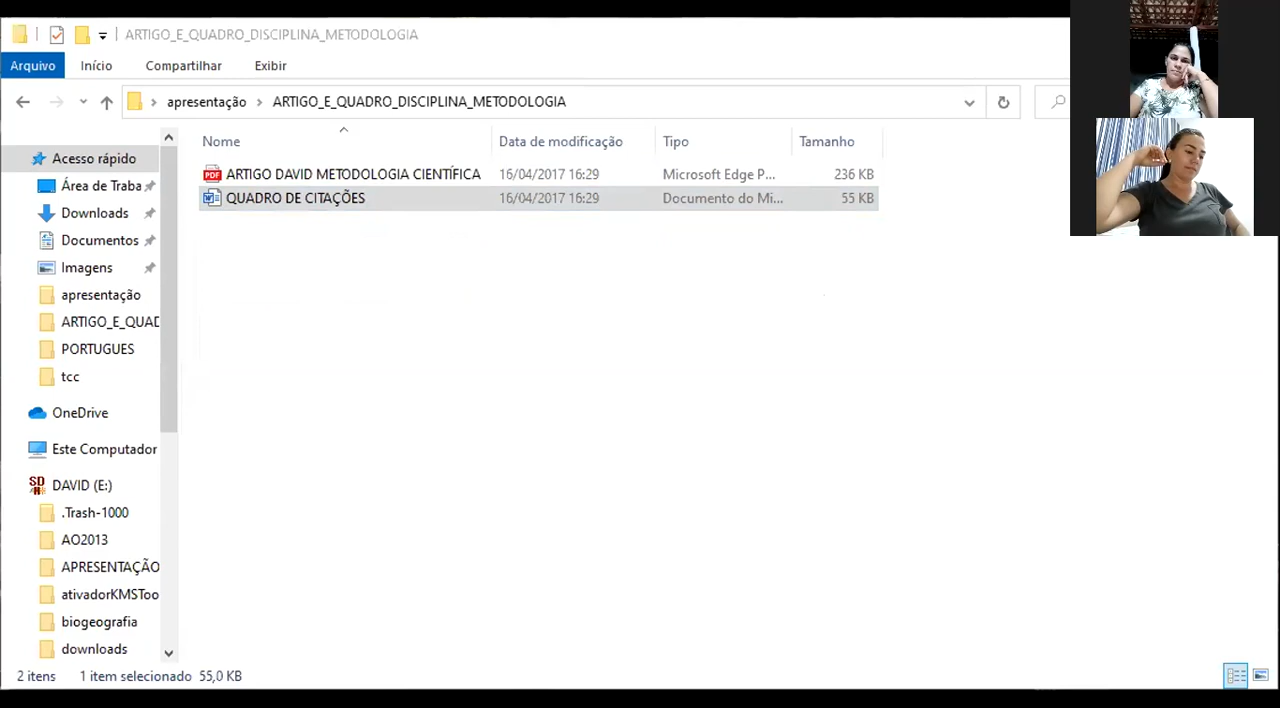 ARTIGO_E_QUADRO_DISCIPLINA_METODOLOGIA
Arquivo Início Compartilhar Exibir
apresentação ARTIGO_E_QUADRO_DISCIPLINA_METODOLOGIA
Nome Data de modificação Tipo Tamanho
ARTIGO DAVID METODOLOGIA CIENTÍFICA 16/04/2017 16:29 Microsoft Edge P... 236 KB
QUADRO DE CITAÇÕES 16/04/2017 16:29 Documento do Mi... 55 KB
Acesso rápido
Área de Traba
Downloads
Documentos
Imagens
apresentação
ARTIGO_E_QUAD
PORTUGUES
tcc
OneDrive
Este Computador
DAVID (E:)
.Trash-1000
AO2013
APRESENTAÇÃO
ativadorKMSToo
biogeografia
downloads
2 itens 1 item selecionado 55,0 KB